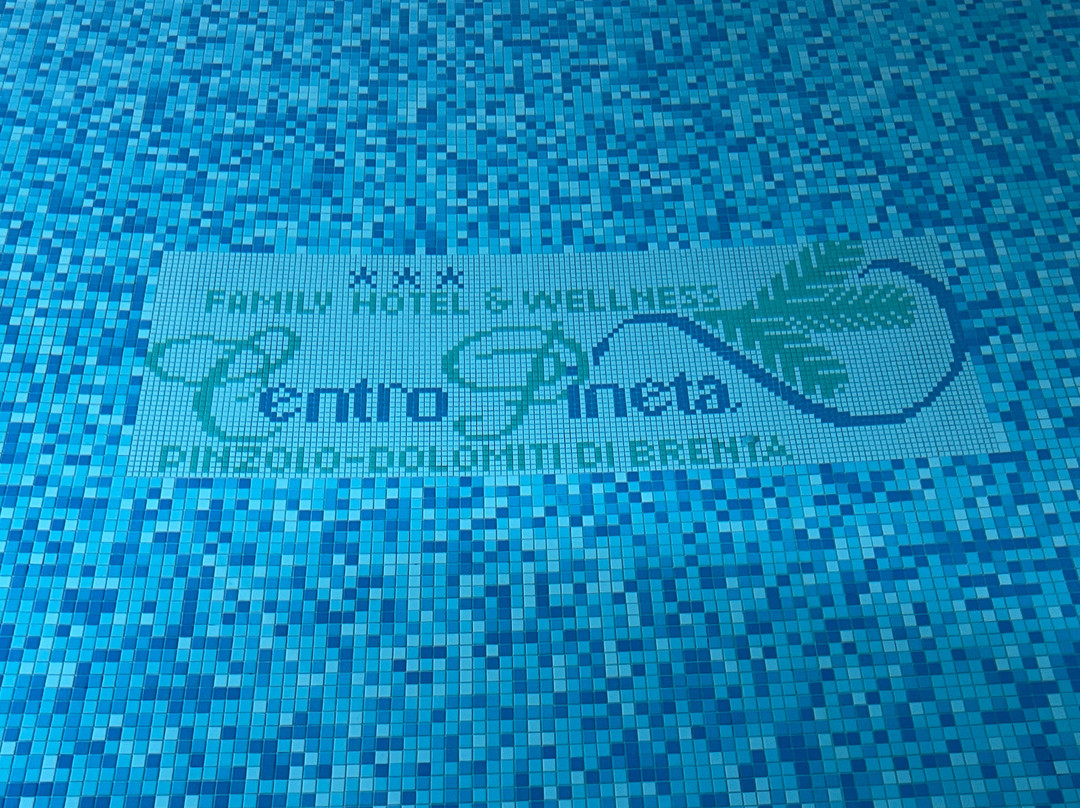 ***
FAMILY HOTEL & WELLNESS
Centro Pineta
PINZOLO-DOLOMITI DI BRENTA